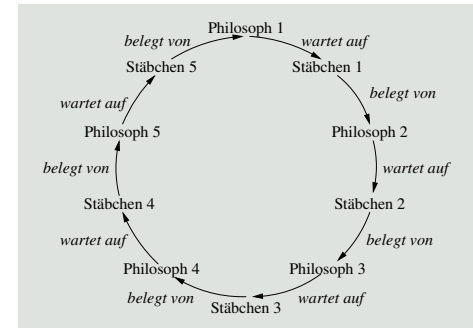 Philosoph 1
wartet auf
Stäbchen 1
belegt von
Philosoph 2
wartet auf
Stäbchen 2
belegt von
Philosoph 3
wartet auf
Stäbchen 3
belegt von
Philosoph 4
wartet auf
Stäbchen 4
belegt von
Philosoph 5
wartet auf
Stäbchen 5
belegt von